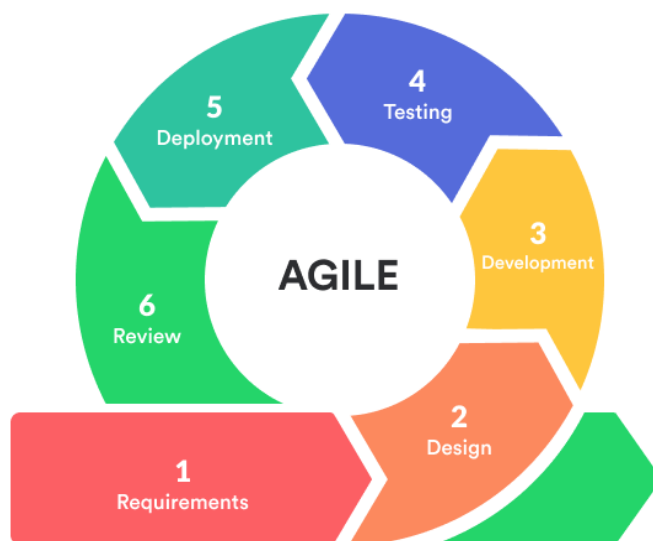 AGILE
1
Requirements
2
Design
3
Development
4
Testing
5
Deployment
6
Review